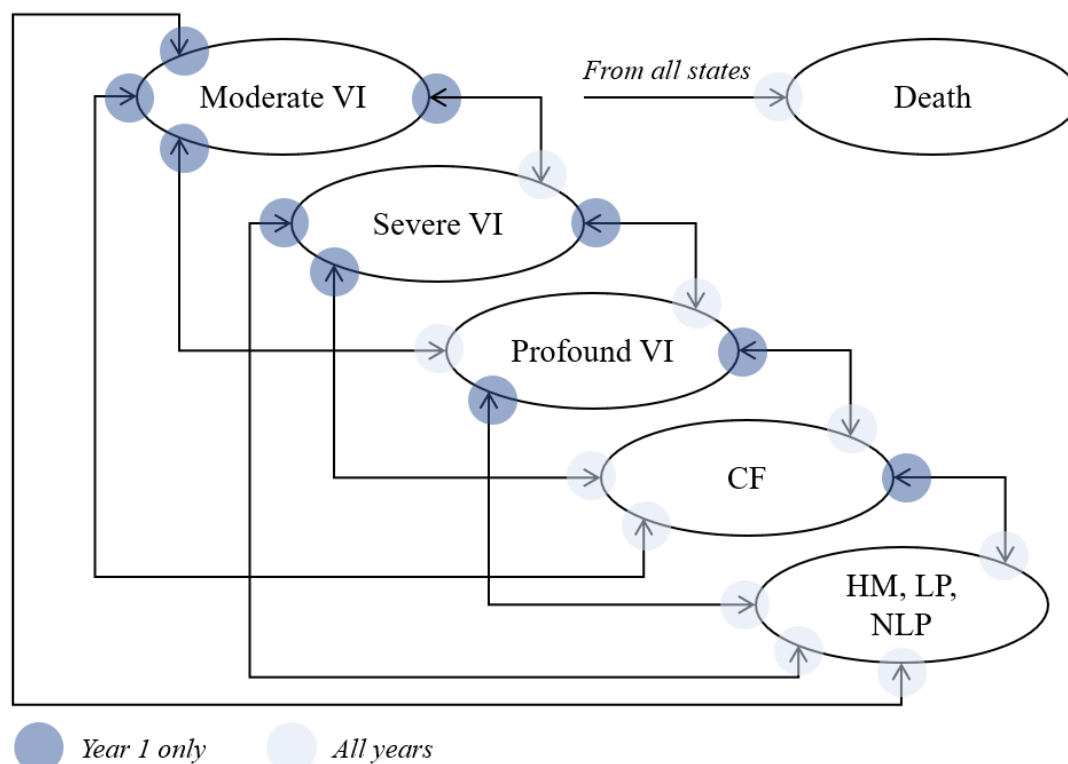 Moderate VI
From all states
Death
Severe VI
Profound VI
CF
HM, LP,
NLP
Year 1 only
All years